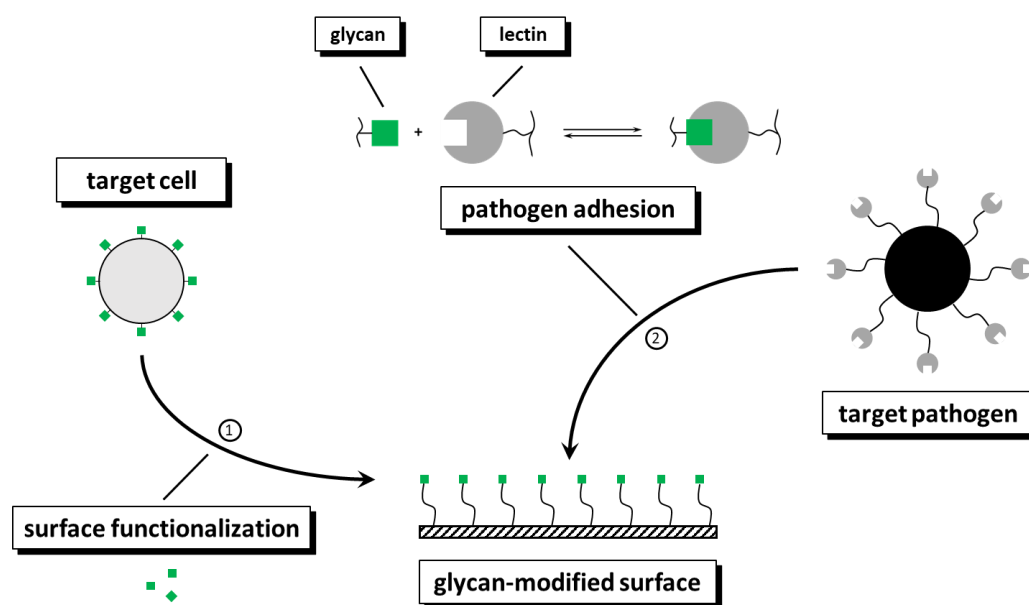 glycan
lectin
+
target cell
pathogen adhesion
2
target pathogen
1
surface functionalization
glycan-modified surface